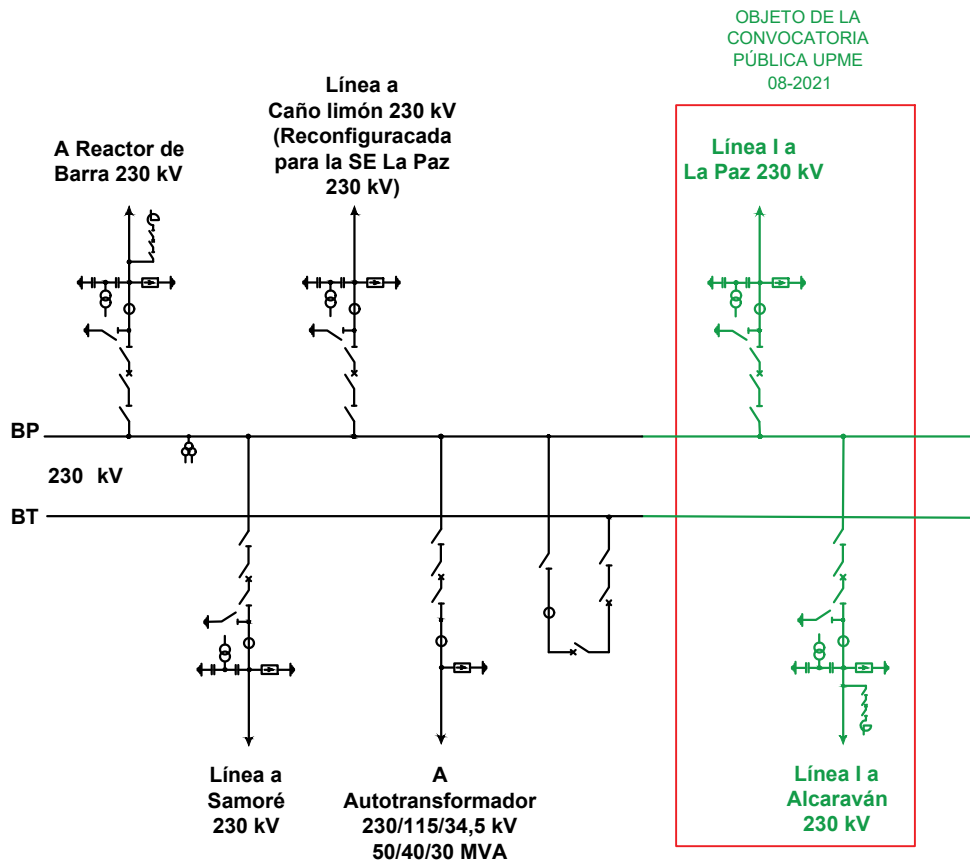 OBJETO DE LA
CONVOCATORIA
PÚBLICA UPME
08-2021
Línea a
Caño limón 230 kV
(Reconfiguracada
para la SE La Paz
230 kV)
A Reactor de
Barra 230 kV
Línea I a
La Paz 230 kV
BP
230 kV
BT
Línea a
Samoré
230 kV
A
Autotransformador
230/115/34,5 kV
50/40/30 MVA
Línea I a
Alcaraván
230 kV